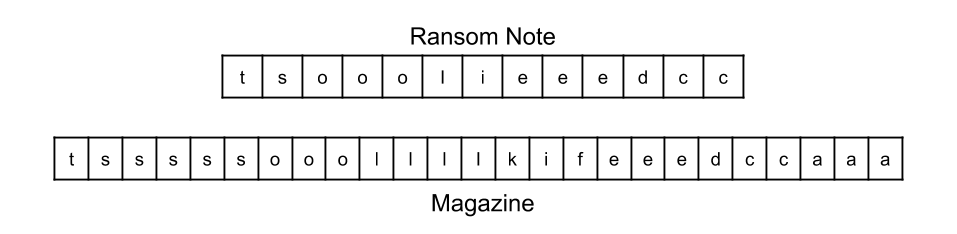 Ransom Note
t s o o o l i e e e d c c
t s s s s s o o o l l l l k i f e e e d c c a a a
Magazine